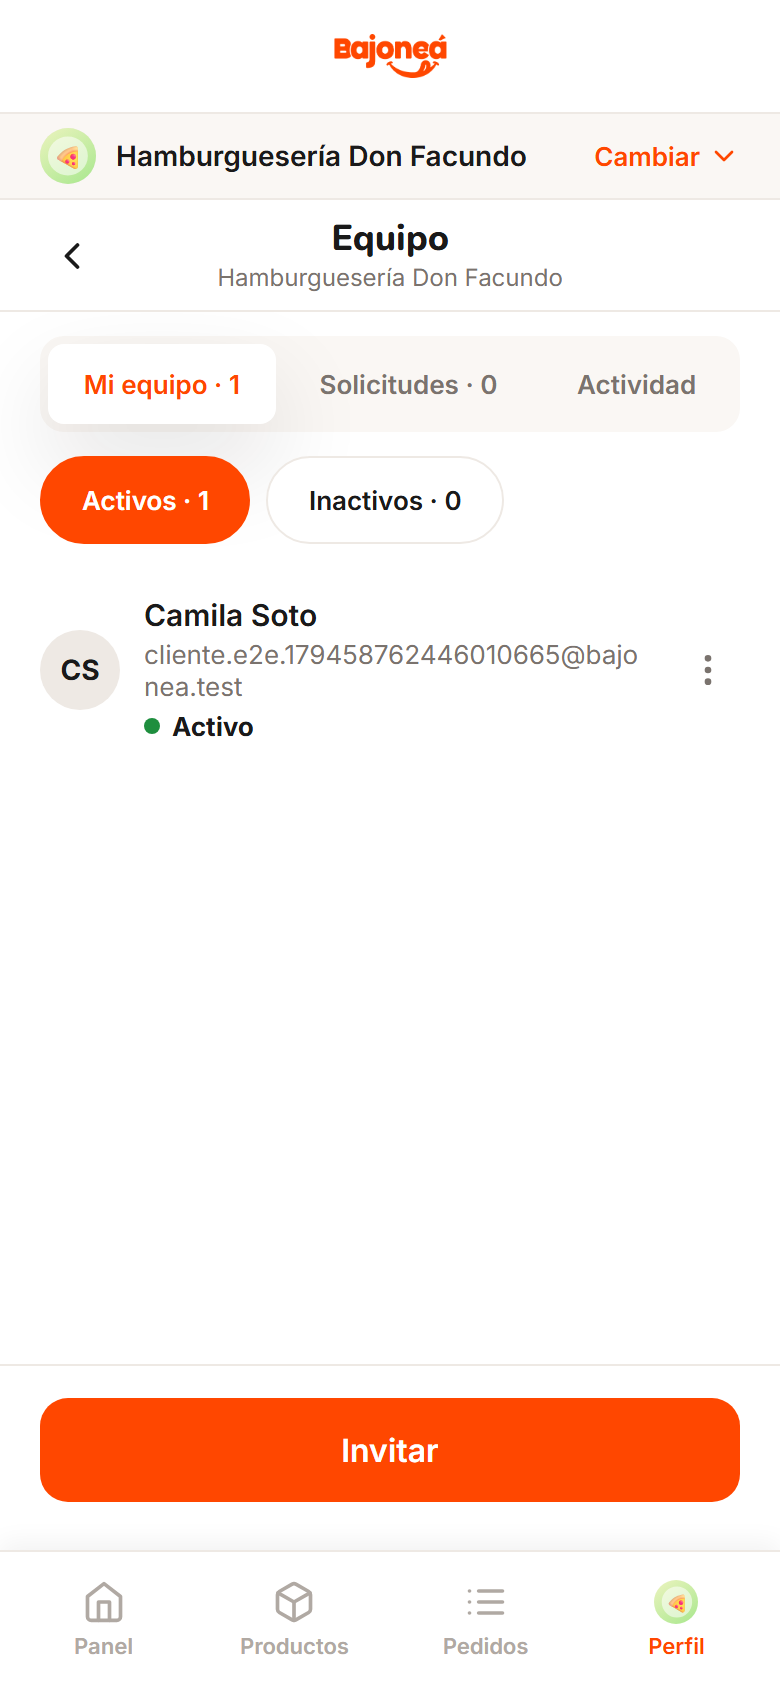 Bajoneá
Hamburguesería Don Facundo
Cambiar
Equipo
Hamburguesería Don Facundo
Mi equipo · 1
Solicitudes · 0
Actividad
Activos · 1
Inactivos · 0
CS
Camila Soto
cliente.e2e.179458762446010665@bajo
nea.test
Activo
Invitar
Panel
Productos
Pedidos
Perfil